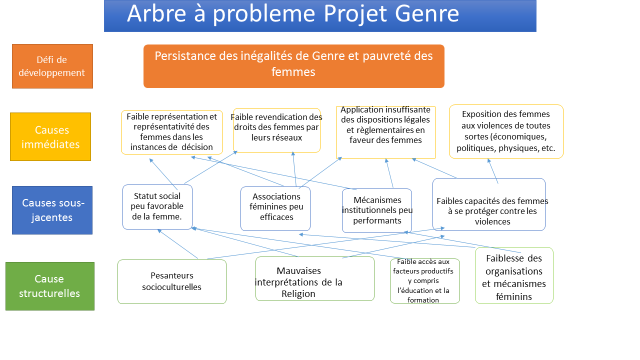 Arbre à probleme Projet Genre
Défi de
développement
Persistance des inégalités de Genre et pauvreté des
femmes
Causes
immédiates
Faible représentation et
représentativité des
femmes dans les
instances de décision
Faible revendication des
droits des femmes par
leurs réseaux
Application insuffisante
des dispositions légales
et règlementaires en
faveur des femmes
Exposition des femmes
aux violences de toutes
sortes (économiques,
politiques, physiques, etc.
Causes sous-
jacentes
Statut social
peu favorable
de la femme.
Associations
féminines peu
efficaces
Mécanismes
institutionnels peu
performants
Faibles capacités des femmes
à se protéger contre les
violences
Cause
structurelles
Pesanteurs
socioculturelles
Mauvaises
interprétations de la
Religion
Faible accès aux
facteurs productifs
y compris
l'éducation et la
formation
Faiblesse des
organisations
et mécanismes
féminins